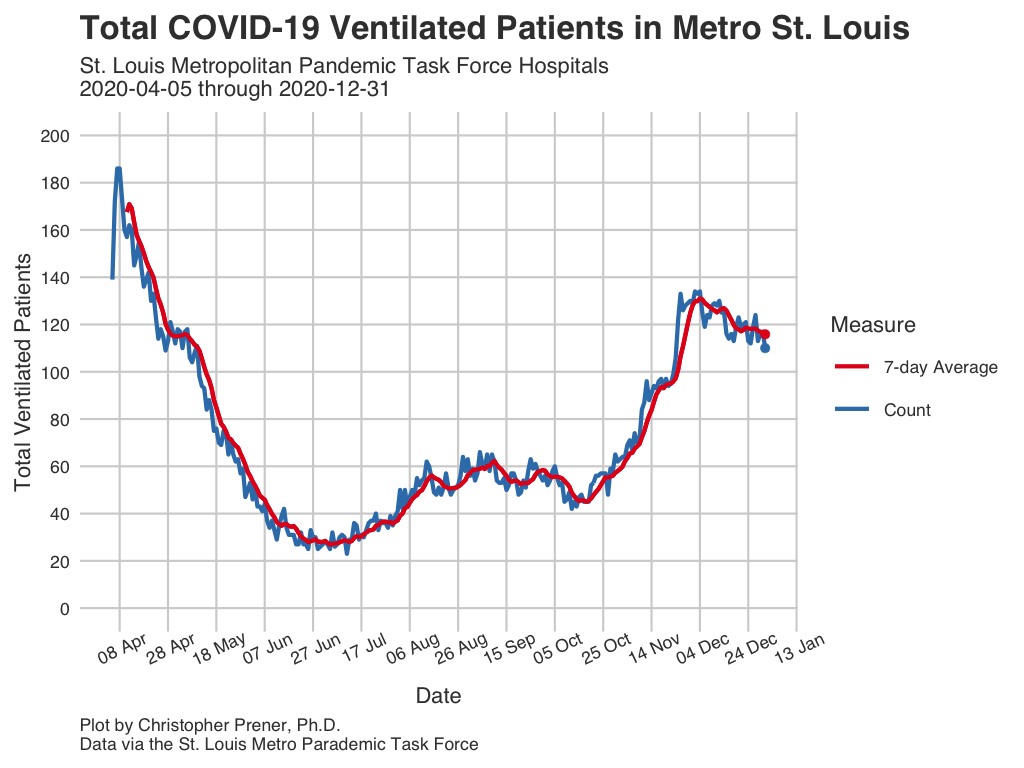 Total COVID-19 Ventilated Patients in Metro St. Louis
St. Louis Metropolitan Pandemic Task Force Hospitals
2020-04-05 through 2020-12-31
Total Ventilated Patients
200
180
160
140
120
100
80
60
40
20
0
08 Apr
28 Apr
18 May
07 Jun
27 Jun
17 Jul
06 Aug
26 Aug
15 Sep
05 Oct
25 Oct
14 Nov
04 Dec
24 Dec
13 Jan
Date
Measure
7-day Average
Count
Plot by Christopher Prener, Ph.D.
Data via the St. Louis Metro Parademic Task Force